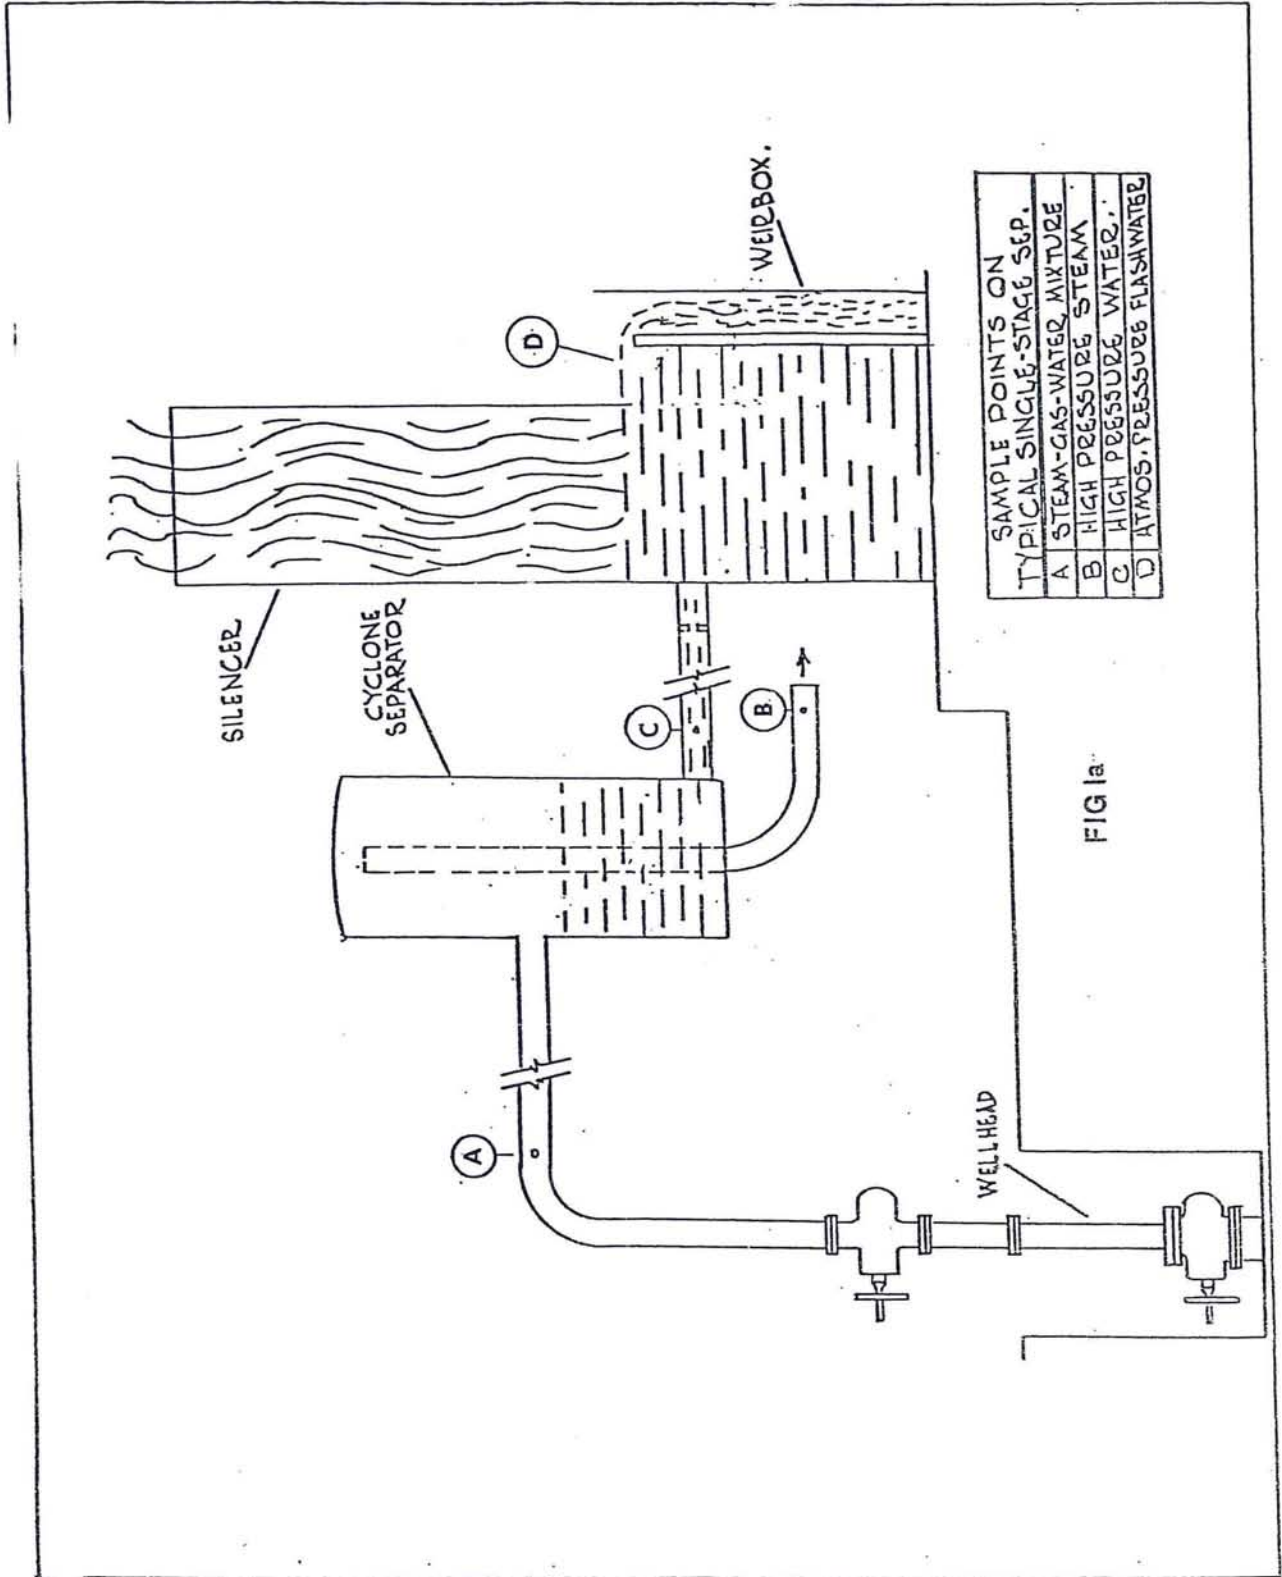 SILENCER
CYCLONE
SEPARATOR
WEIRBOX.
D
C
B
A
WELLHEAD
SAMPLE POINTS ON
TYPICAL SINGLE-STAGE SEP.
A STEAM-GAS-WATER MIXTURE
B HIGH PRESSURE STEAM
C HIGH PRESSURE WATER.
D ATMOS. PRESSURE FLASHWATER
FIG 1a